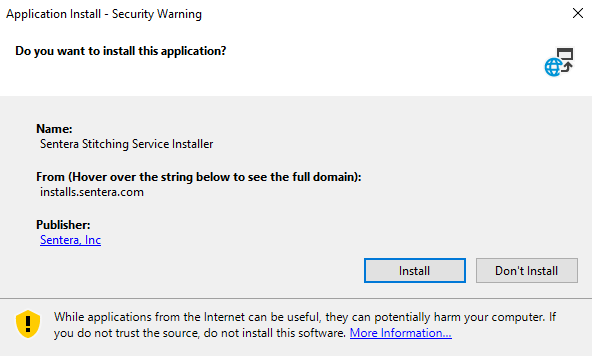 Application Install - Security Warning
Do you want to install this application?
Name:
Sentera Stitching Service Installer
From (Hover over the string below to see the full domain):
installs.sentera.com
Publisher:
Sentera, Inc
Install
Don't Install
While applications from the Internet can be useful, they can potentially harm your computer. If
you do not trust the source, do not install this software. More Information...